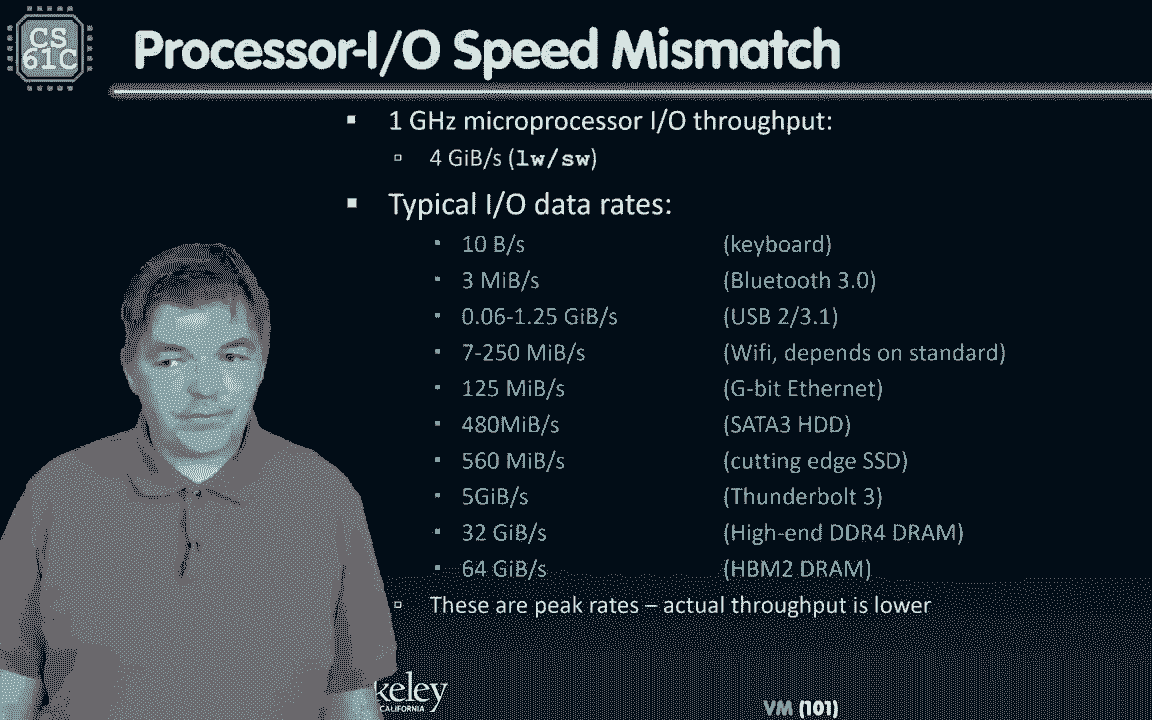 CS
61C
Processor-I/O Speed Mismatch
1 GHz microprocessor I/O throughput:
4 GiB/s (lw/sw)
Typical I/O data rates:
10 B/s (keyboard)
3 MiB/s (Bluetooth 3.0)
0.06-1.25 GiB/s (USB 2/3.1)
7-250 MiB/s (Wifi, depends on standard)
125 MiB/s (G-bit Ethernet)
480MiB/s (SATA3 HDD)
560 MiB/s (cutting edge SSD)
5GiB/s (Thunderbolt 3)
32 GiB/s (High-end DDR4 DRAM)
64 GiB/s (HBM2 DRAM)
These are peak rates – actual throughput is lower
keley
CALIFORNIA
VM (101)